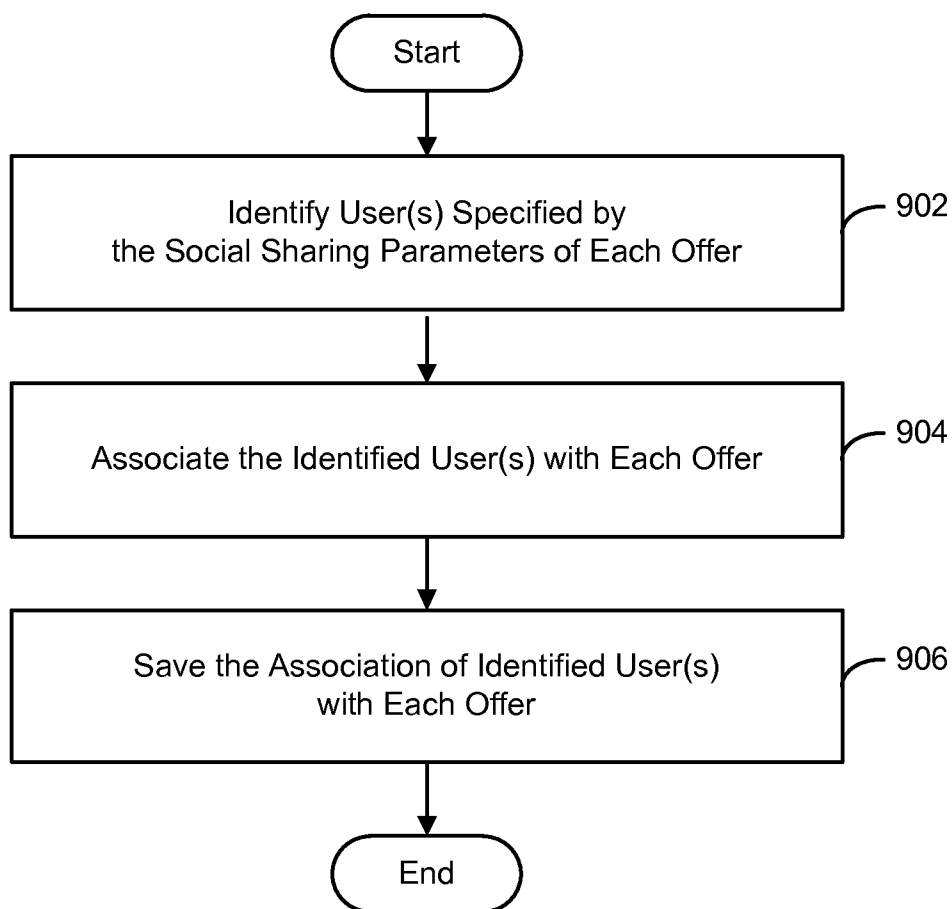 Start
Identify User(s) Specified by
the Social Sharing Parameters of Each Offer
902
Associate the Identified User(s) with Each Offer
904
Save the Association of Identified User(s)
with Each Offer
906
End